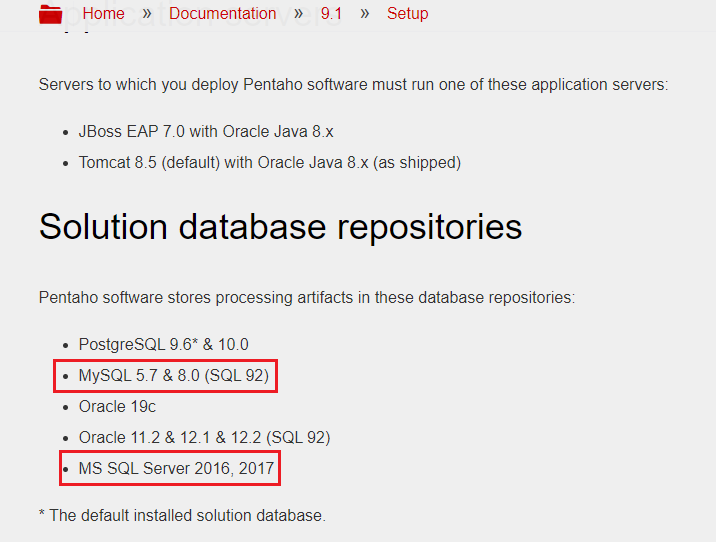 Home » Documentation » 9.1 » Setup
Servers to which you deploy Pentaho software must run one of these application servers:
• JBoss EAP 7.0 with Oracle Java 8.x
• Tomcat 8.5 (default) with Oracle Java 8.x (as shipped)
Solution database repositories
Pentaho software stores processing artifacts in these database repositories:
• PostgreSQL 9.6* & 10.0
• MySQL 5.7 & 8.0 (SQL 92)
• Oracle 19c
• Oracle 11.2 & 12.1 & 12.2 (SQL 92)
• MS SQL Server 2016, 2017
* The default installed solution database.